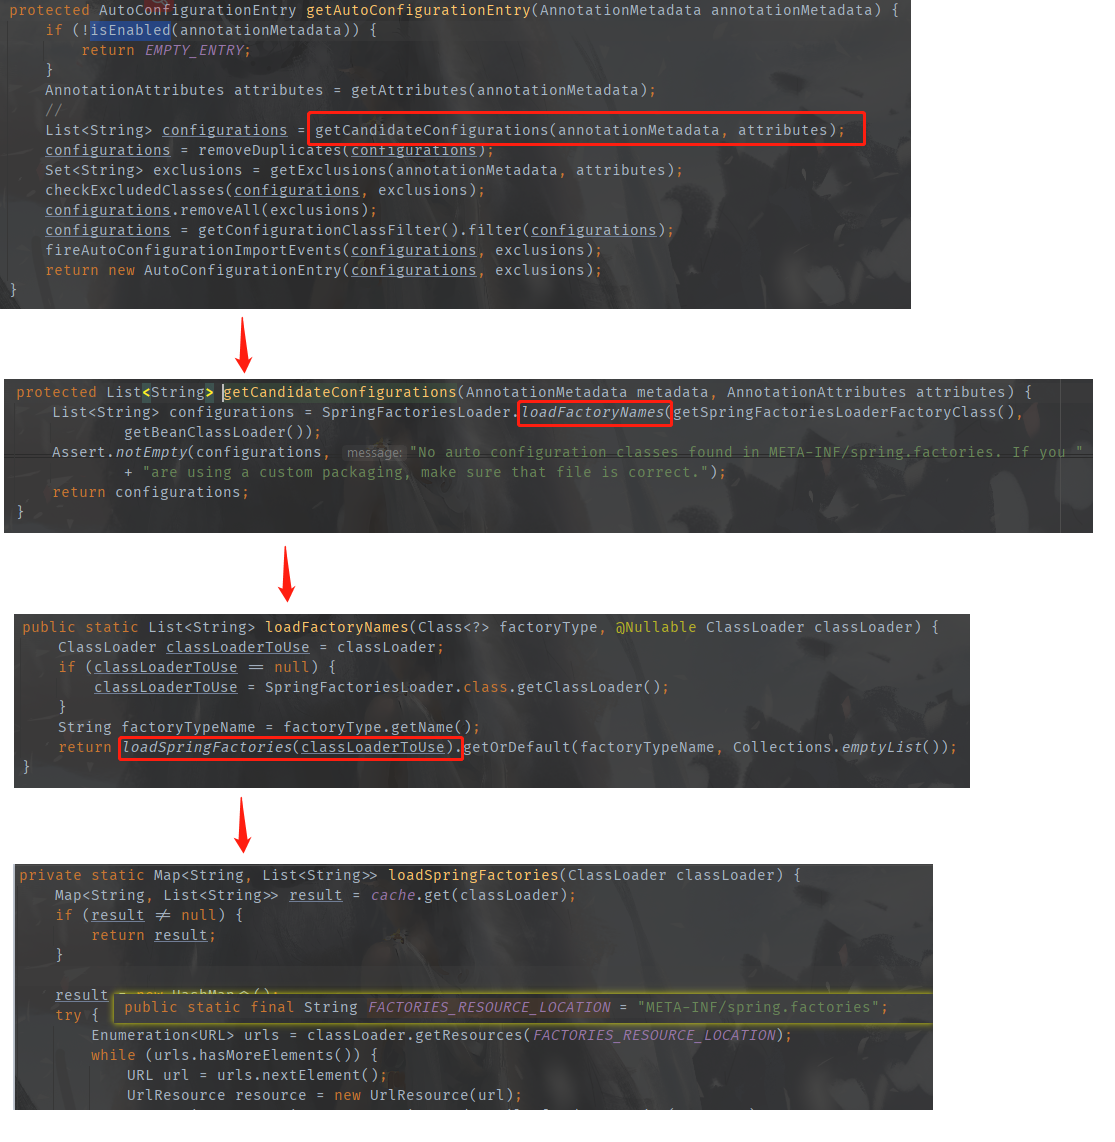 protected AutoConfigurationEntry getAutoConfigurationEntry(AnnotationMetadata annotationMetadata) {
if (!isEnabled(annotationMetadata)) {
return EMPTY_ENTRY;
}
AnnotationAttributes attributes = getAttributes(annotationMetadata);
//
List<String> configurations = getCandidateConfigurations(annotationMetadata, attributes);
configurations = removeDuplicates(configurations);
Set<String> exclusions = getExclusions(annotationMetadata, attributes);
checkExcludedClasses(configurations, exclusions);
configurations.removeAll(exclusions);
configurations = getConfigurationClassFilter().filter(configurations);
fireAutoConfigurationImportEvents(configurations, exclusions);
return new AutoConfigurationEntry(configurations, exclusions);
}
protected List<String> getCandidateConfigurations(AnnotationMetadata metadata, AnnotationAttributes attributes) {
List<String> configurations = SpringFactoriesLoader.loadFactoryNames(getSpringFactoriesLoaderFactoryClass(),
getBeanClassLoader());
Assert.notEmpty(configurations, message: "No auto configuration classes found in META-INF/spring.factories. If you "
+ "are using a custom packaging, make sure that file is correct.");
return configurations;
}
public static List<String> loadFactoryNames(Class<?> factoryType, @Nullable ClassLoader classLoader) {
ClassLoader classLoaderToUse = classLoader;
if (classLoaderToUse == null) {
classLoaderToUse = SpringFactoriesLoader.class.getClassLoader();
}
String factoryTypeName = factoryType.getName();
return loadSpringFactories(classLoaderToUse).getOrDefault(factoryTypeName, Collections.emptyList());
}
private static Map<String, List<String>> loadSpringFactories(ClassLoader classLoader) {
Map<String, List<String>> result = cache.get(classLoader);
if (result != null) {
return result;
}
result = new HashMap<>();
public static final String FACTORIES_RESOURCE_LOCATION = "META-INF/spring.factories";
try {
Enumeration<URL> urls = classLoader.getResources(FACTORIES_RESOURCE_LOCATION);
while (urls.hasMoreElements()) {
URL url = urls.nextElement();
UrlResource resource = new UrlResource(url);